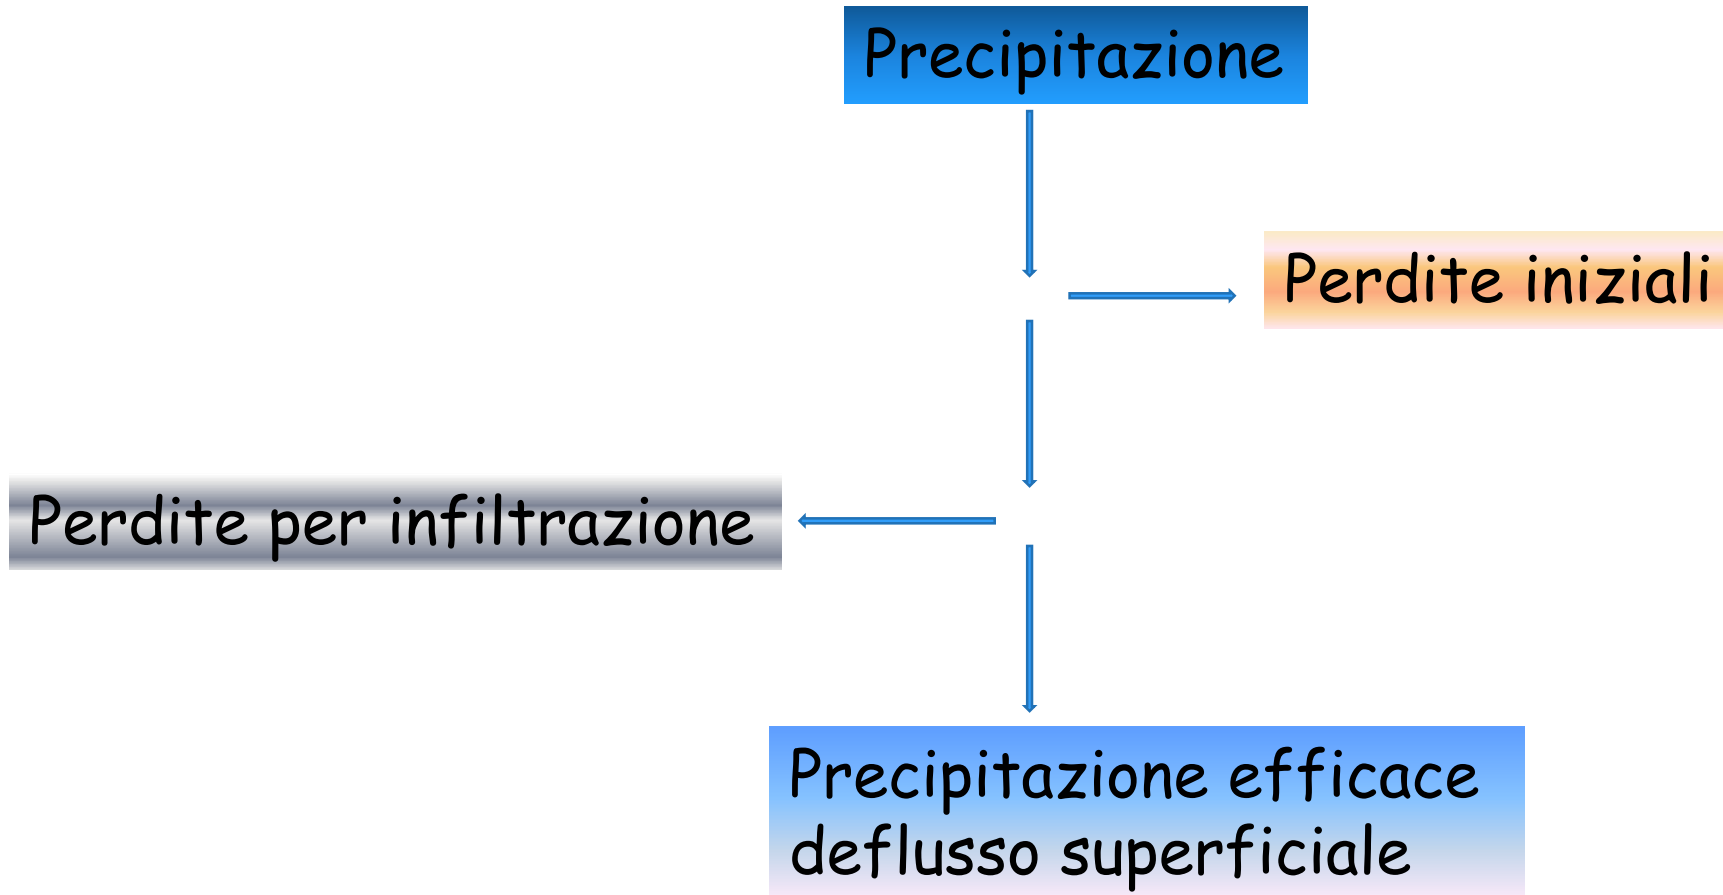 Precipitazione
Perdite iniziali
Perdite per infiltrazione
Precipitazione efficace
deflusso superficiale